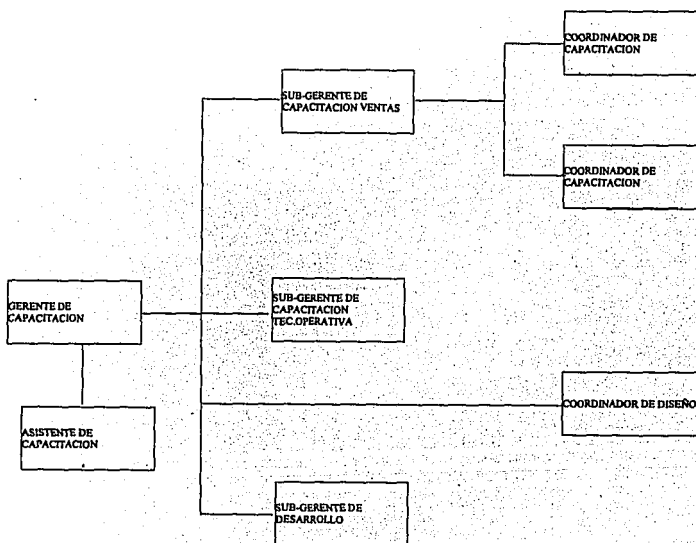 COORDINADOR DE
CAPACITACION
SUB-GERENTE DE
CAPACITACION VENTAS
COORDINADOR DE
CAPACITACION
GERENTE DE
CAPACITACION
SUB-GERENTE DE
CAPACITACION
TEC.OPERATIVA
ASISTENTE DE
CAPACITACION
COORDINADOR DE DISEÑO
SUB-GERENTE DE
DESARROLLO